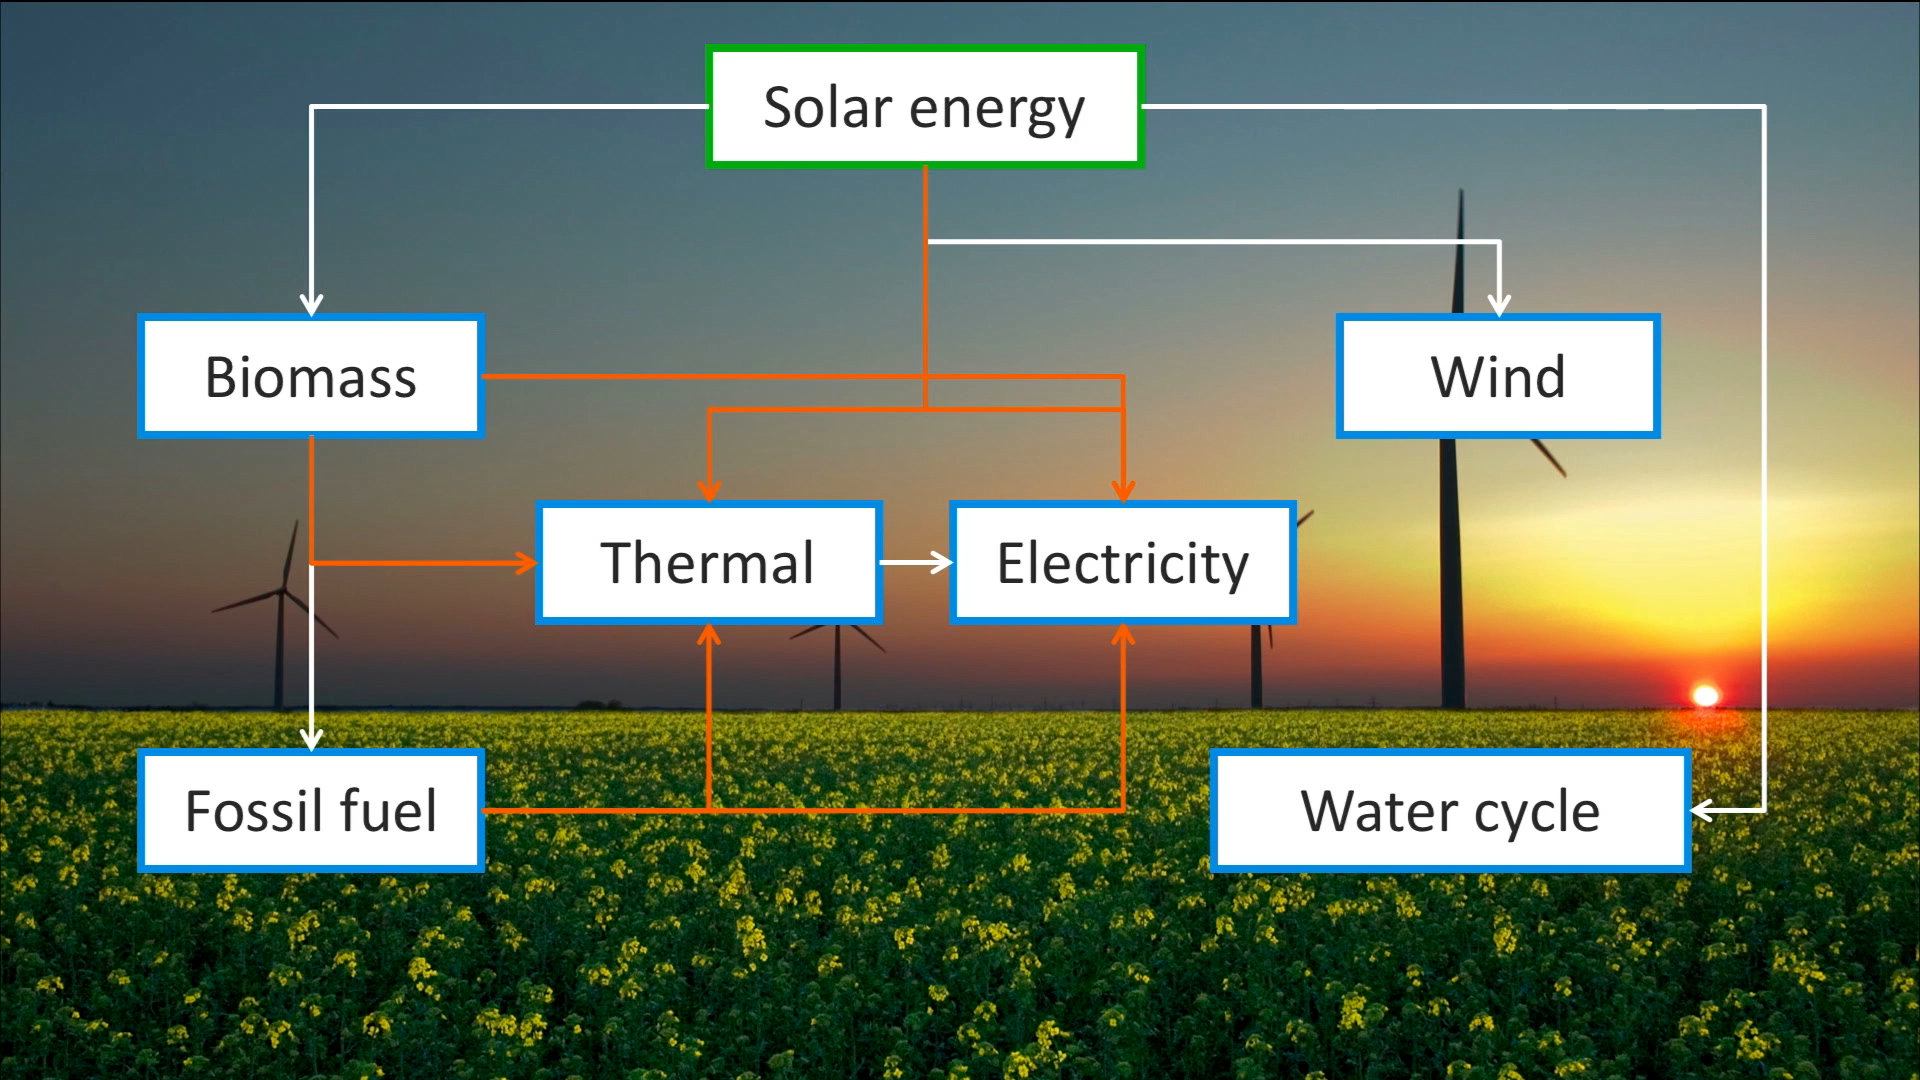 Solar energy
Biomass
Wind
Thermal
Electricity
Fossil fuel
Water cycle